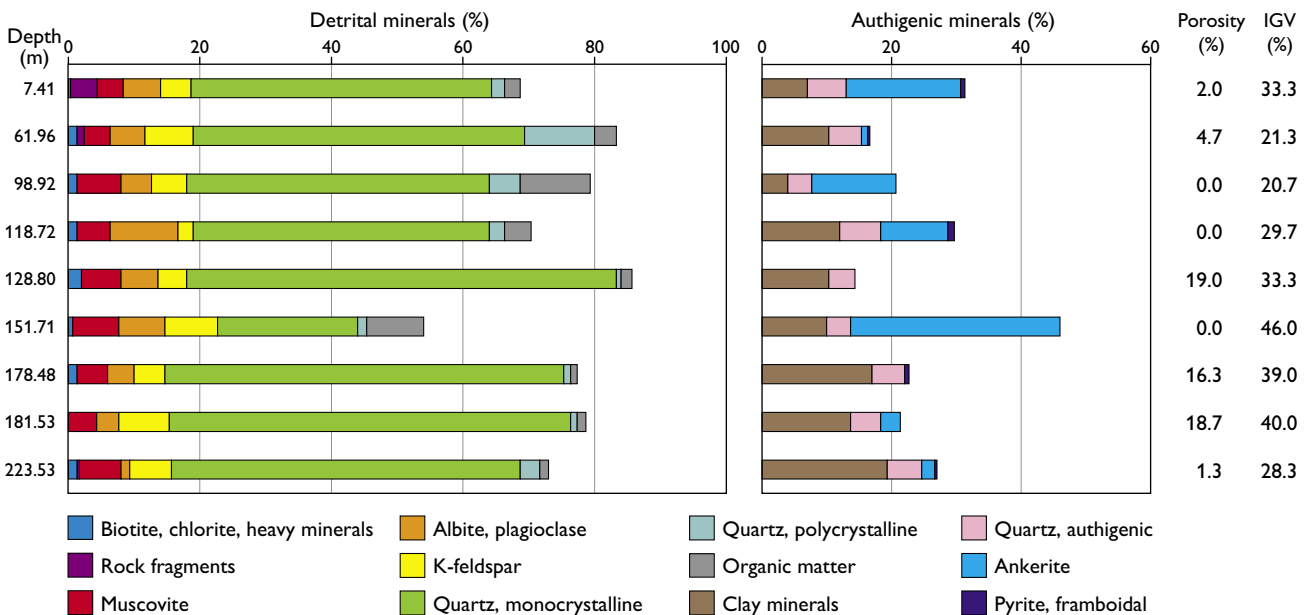 Detrital minerals (%) Authigenic minerals (%) Porosity (%) IGV (%)
Depth (m)
0 20 40 60 80 100 0 20 40 60
7.41 2.0 33.3
61.96 4.7 21.3
98.92 0.0 20.7
118.72 0.0 29.7
128.80 19.0 33.3
151.71 0.0 46.0
178.48 16.3 39.0
181.53 18.7 40.0
223.53 1.3 28.3
Biotite, chlorite, heavy minerals Albite, plagioclase Quartz, polycrystalline Quartz, authigenic
Rock fragments K-feldspar Organic matter Ankerite
Muscovite Quartz, monocrystalline Clay minerals Pyrite, framboidal